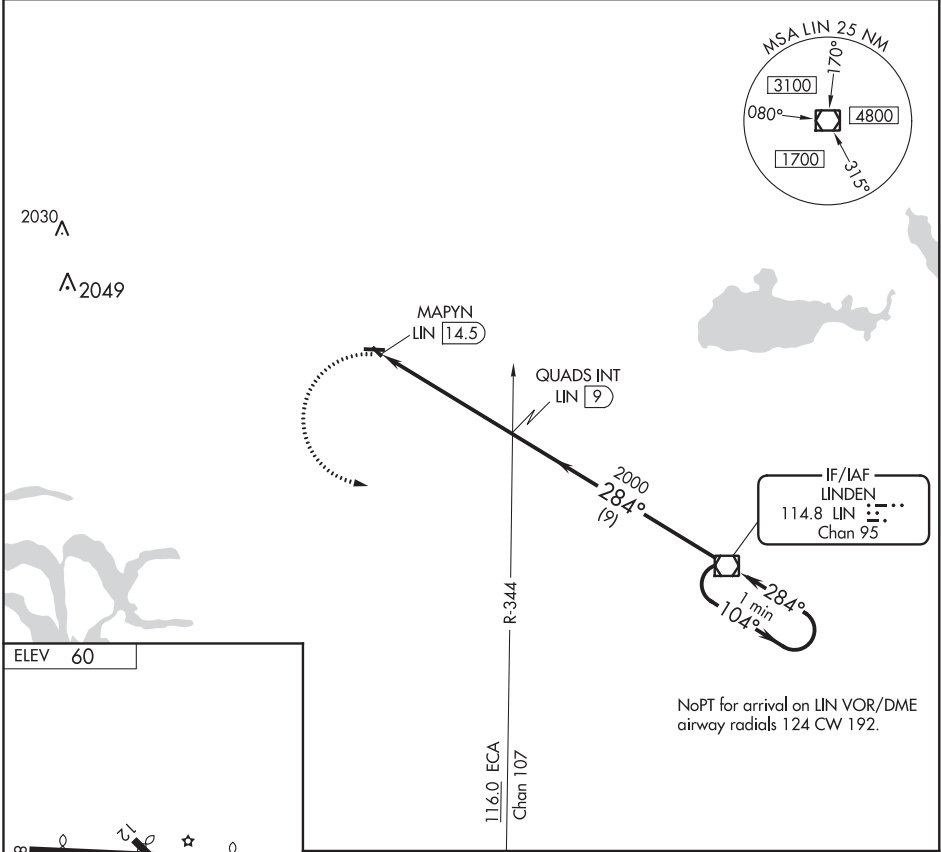 MSA LIN 25 NM
170°
3100
080°
4800
1700
315°
2030
2049
MAPYN
LIN 14.5
QUADS INT
LIN 9
2000
284°
(9)
IF/IAF
LINDEN
114.8 LIN
Chan 95
284°
1 min
104°
R-344
NoPT for arrival on LIN VOR/DME
airway radials 124 CW 192.
116.0 ECA
Chan 107
ELEV 60
12
8